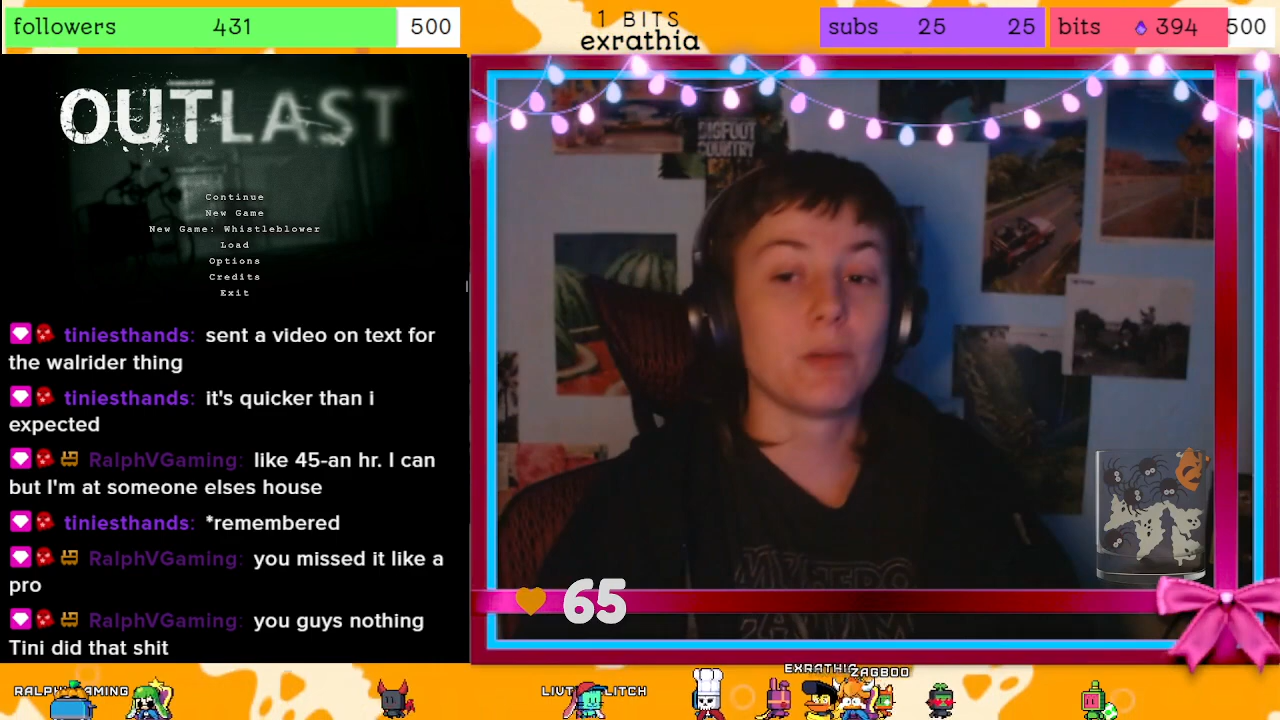 followers 431 500
1 BITS
exrathia
subs 25 25
bits 394 500
OUTLAST
Continue
New Game
New Game: Whistleblower
Load
Options
Credits
Exit
tiniesthands: sent a video on text for
the walrider thing
tiniesthands: it's quicker than i
expected
RalphVGaming: like 45-an hr. I can
but I'm at someone elses house
tiniesthands: *remembered
RalphVGaming: you missed it like a
pro
RalphVGaming: you guys nothing
Tini did that shit
BIGFOOT
COUNTRY
65
EXRATHIA
ZAGBOO